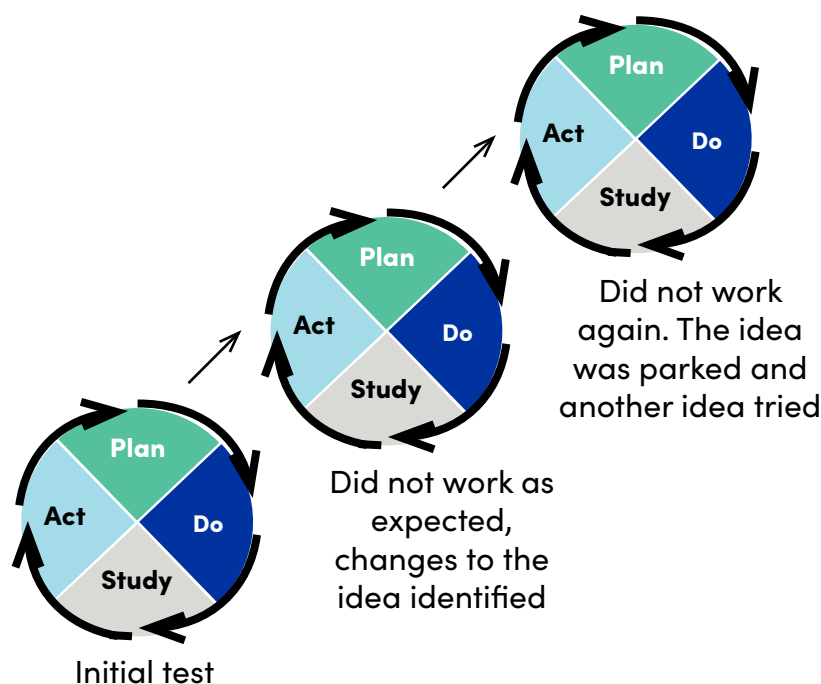 Plan
Act
Do
Study
Did not work
again. The idea
was parked and
another idea tried
Plan
Act
Do
Study
Did not work as
expected,
changes to the
idea identified
Plan
Act
Do
Study
Initial test